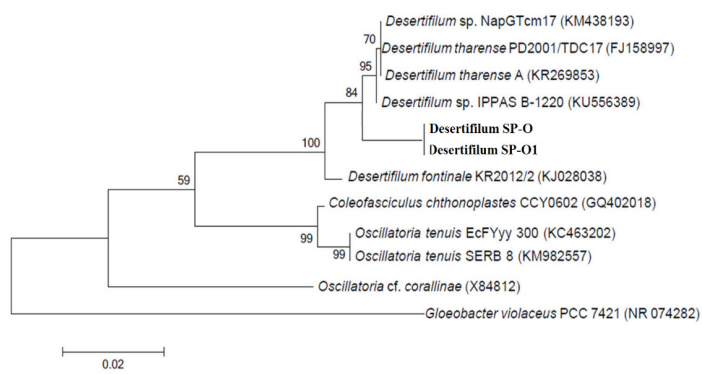 Desertifilum sp. NapGTcm17 (KM438193)
70
Desertifilum tharense PD2001/TDC17 (FJ158997)
95
Desertifilum tharense A (KR269853)
84
Desertifilum sp. IPPAS B-1220 (KU556389)
Desertifilum SP-O
100
Desertifilum SP-O1
59
Desertifilum fontinale KR2012/2 (KJ028038)
Coleofasciculus chthonoplastes CCY0602 (GQ402018)
99
Oscillatoria tenuis EcFYyy 300 (KC463202)
99
Oscillatoria tenuis SERB 8 (KM982557)
Oscillatoria cf. corallinae (X84812)
Gloeobacter violaceus PCC 7421 (NR 074282)
0.02